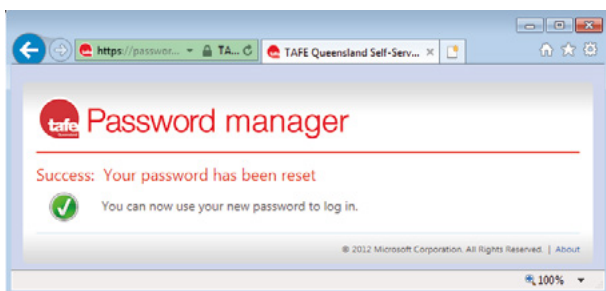 https://passwor... TA... TAFE Queensland Self-Serv...
tafe Password manager
Success: Your password has been reset
You can now use your new password to log in.
© 2012 Microsoft Corporation. All Rights Reserved. | About
100%